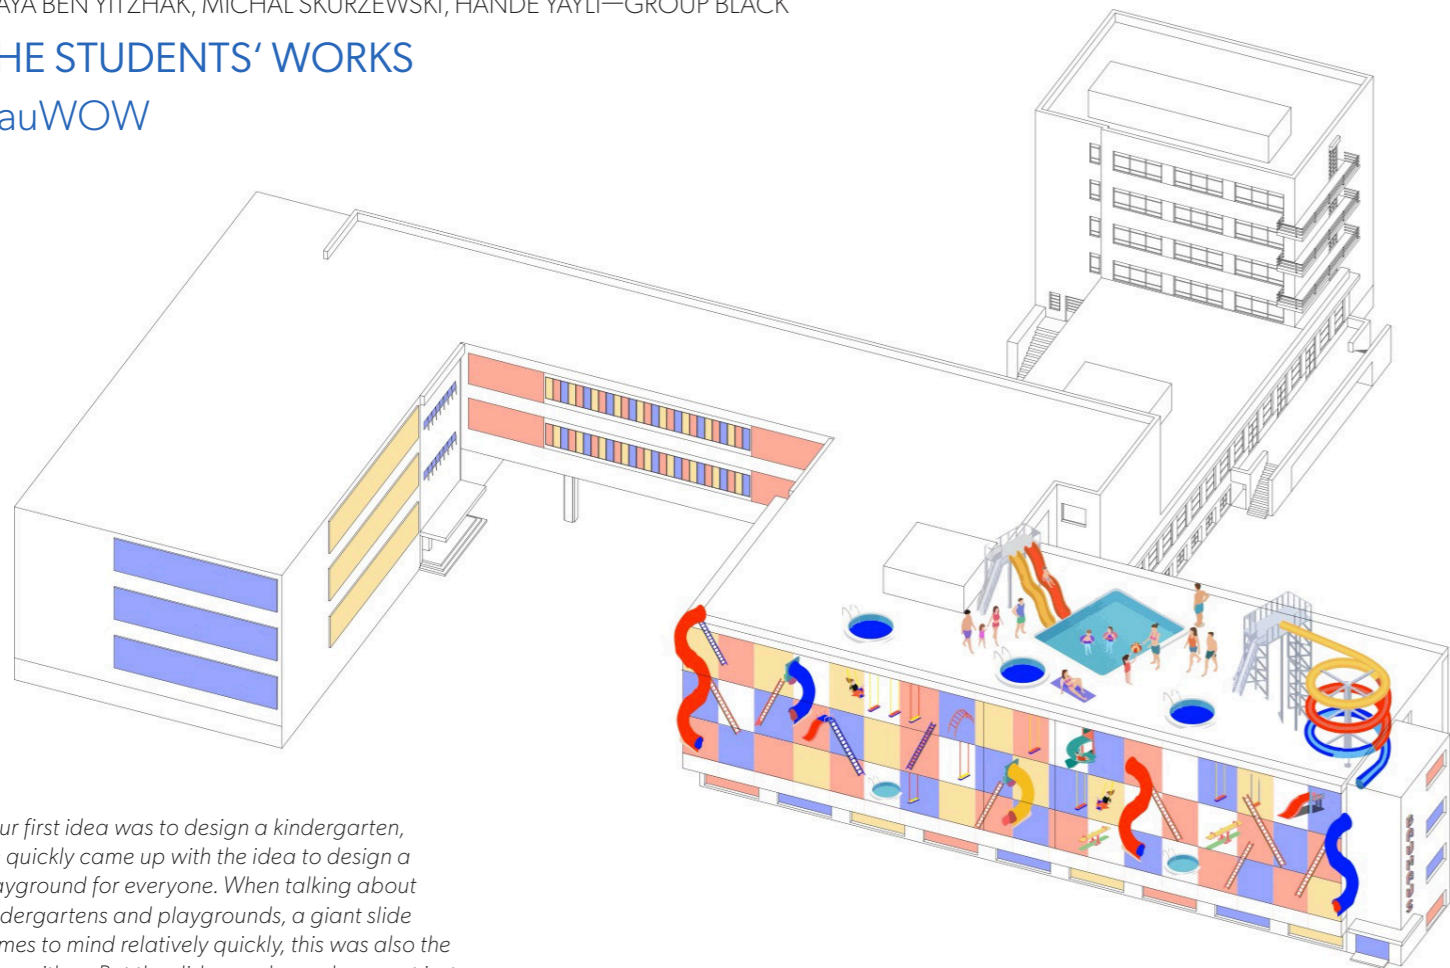 AYA BEN YITZHAK, MICHAL SKURZEWSKI, HANDE YAYLI—GROUP BLACK
HE STUDENTS‘ WORKS
auWOW
ur first idea was to design a kindergarten,
quickly came up with the idea to design a
ayground for everyone. When talking about
dergartens and playgrounds, a giant slide
mes to mind relatively quickly, this was also the
BAUHAUS